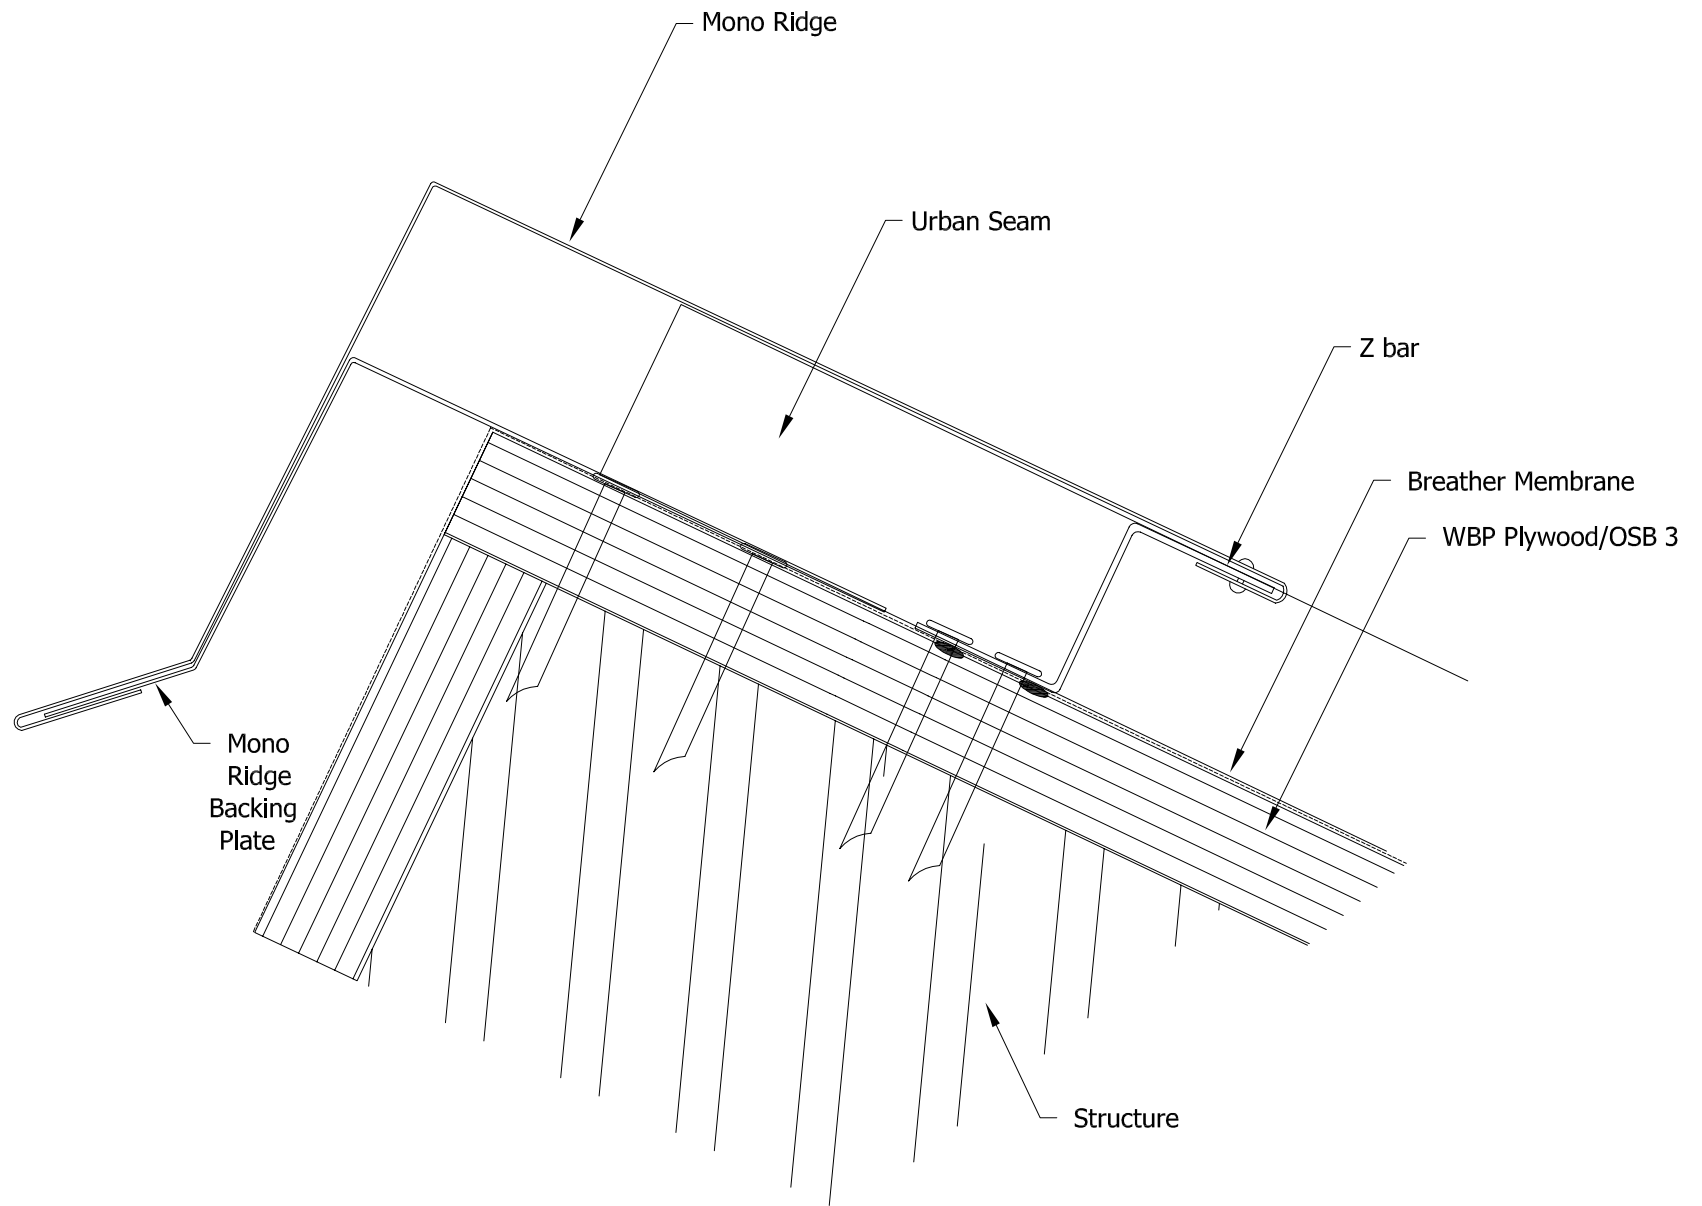 Mono Ridge
Urban Seam
Z bar
Breather Membrane
WBP Plywood/OSB 3
Mono
Ridge
Backing
Plate
Structure